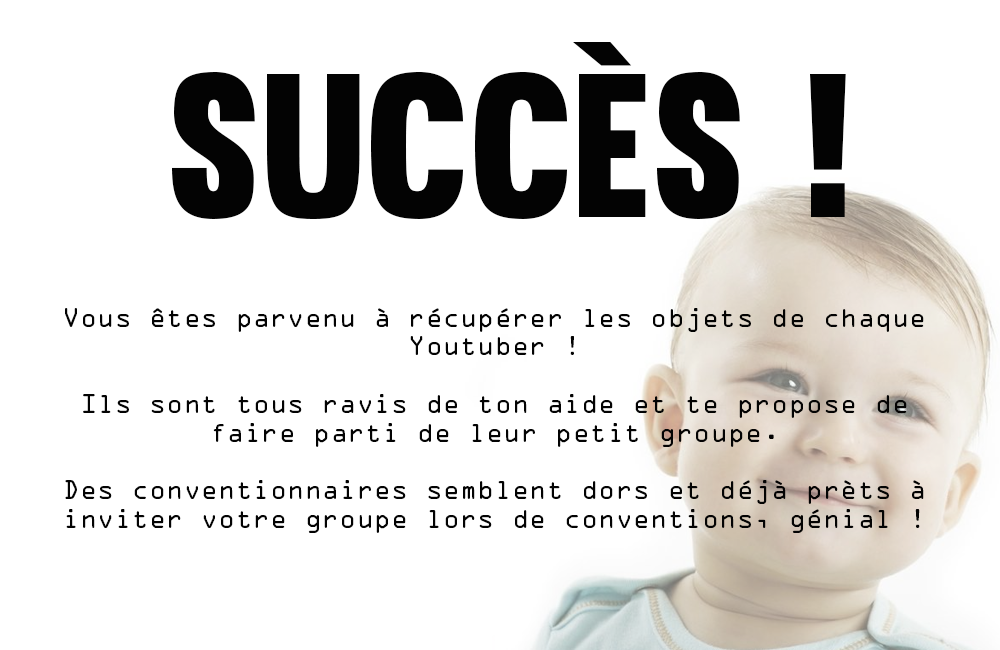 SUCCÈS !
Vous êtes parvenu à récupérer les objets de chaque
Youtuber !
Ils sont tous ravis de ton aide et te propose de
faire parti de leur petit groupe.
Des conventionnaires semblent dors et déjà prèts à
inviter votre groupe lors de conventions, génial !